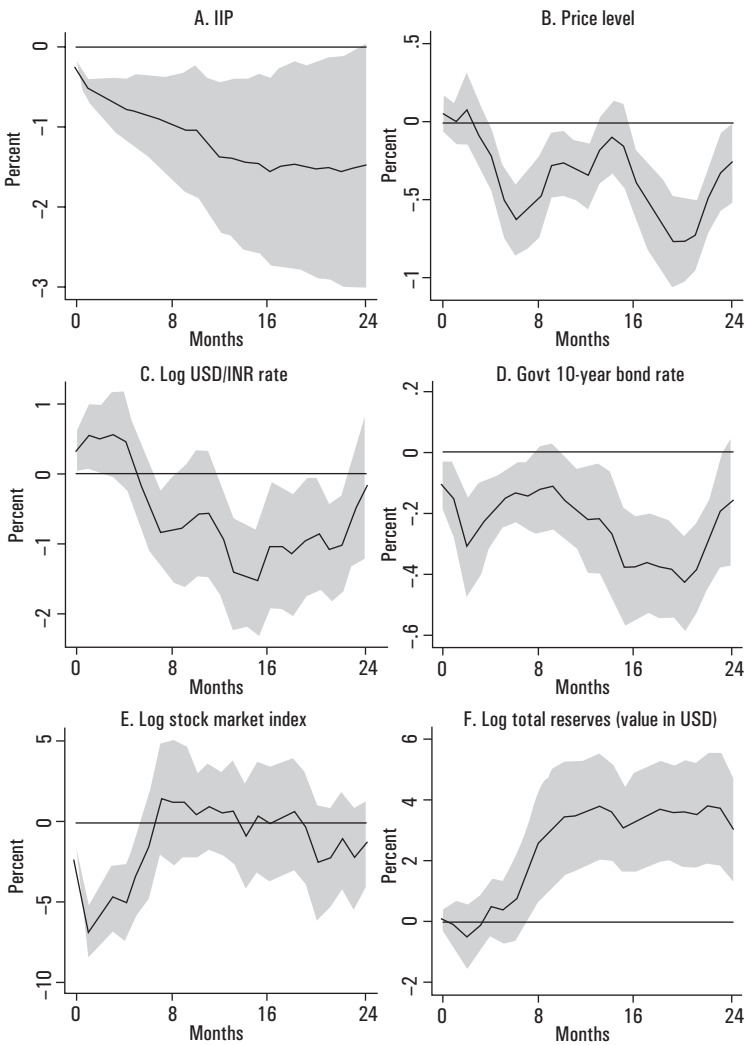 A. IIP
Percent
0
−1
−2
−3
0 8 16 24
Months
B. Price level
Percent
.5
0
−.5
−1
0 8 16 24
Months
C. Log USD/INR rate
Percent
1
0
−1
−2
0 8 16 24
Months
D. Govt 10-year bond rate
Percent
.2
0
−.2
−.4
−.6
0 8 16 24
Months
E. Log stock market index
Percent
5
0
−5
−10
0 8 16 24
Months
F. Log total reserves (value in USD)
Percent
6
4
2
0
−2
0 8 16 24
Months